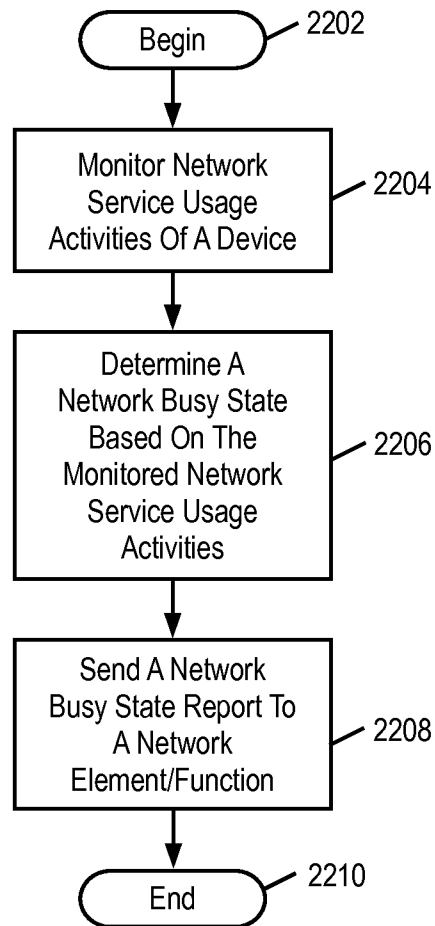 Begin
2202
Monitor Network
Service Usage
Activities Of A Device
2204
Determine A
Network Busy State
Based On The
Monitored Network
Service Usage
Activities
2206
Send A Network
Busy State Report To
A Network
Element/Function
2208
End
2210